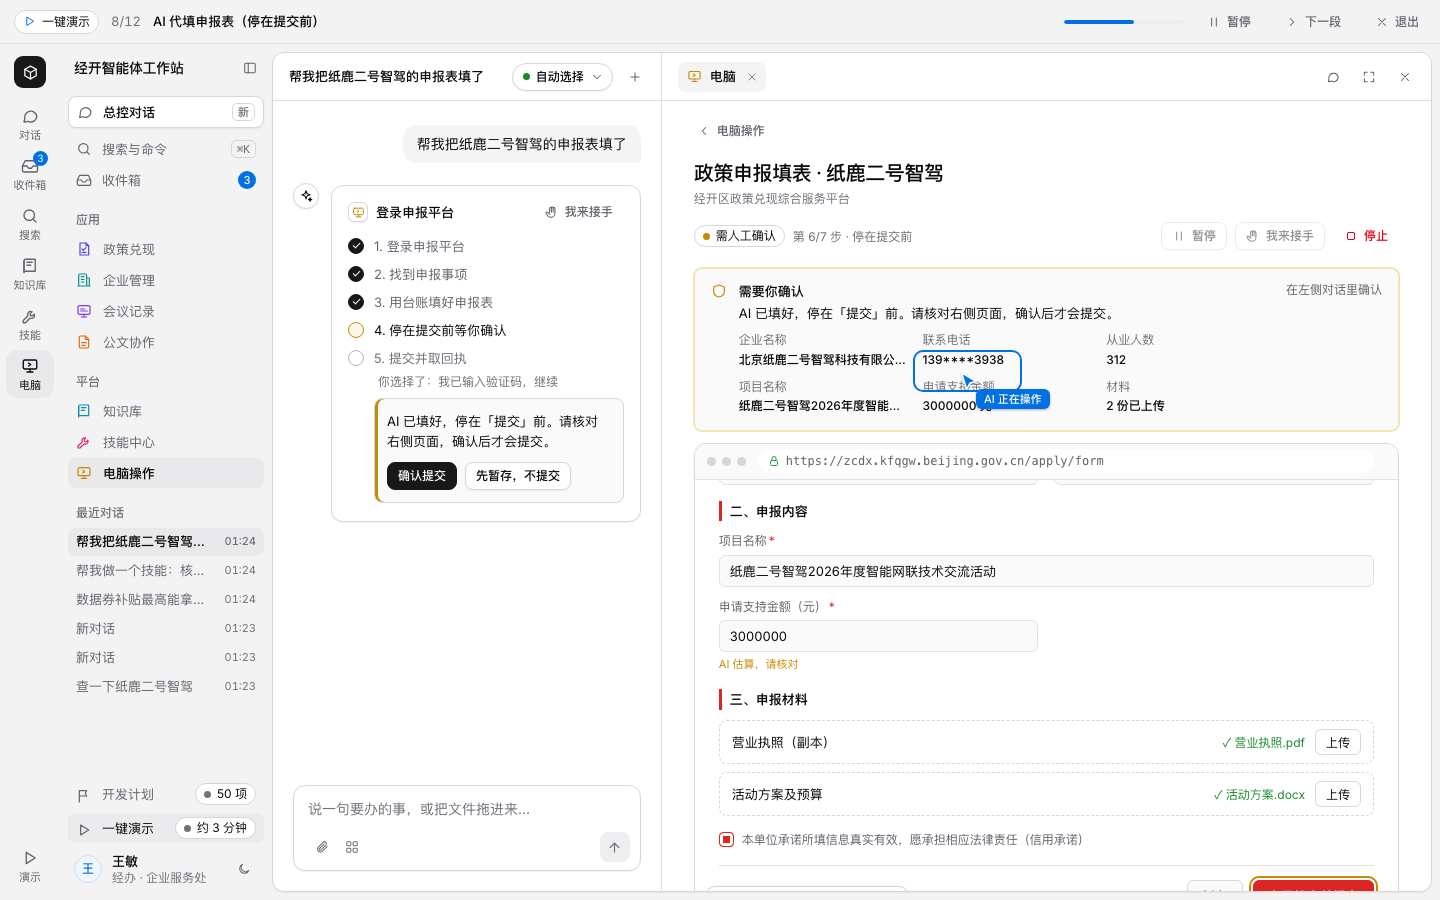 一键演示
8/12
AI 代填申报表（停在提交前）
暂停
下一段
退出
对话
3
收件箱
搜索
知识库
技能
电脑
演示
经开智能体工作站
总控对话
新
搜索与命令
⌘K
收件箱
3
应用
政策兑现
企业管理
会议记录
公文协作
平台
知识库
技能中心
电脑操作
最近对话
帮我把纸鹿二号智驾...
01:24
帮我做一个技能：核...
01:24
数据券补贴最高能拿...
01:24
新对话
01:23
新对话
01:23
查一下纸鹿二号智驾
01:23
开发计划
50 项
一键演示
约 3 分钟
王
王敏
经办 · 企业服务处
帮我把纸鹿二号智驾的申报表填了
自动选择
帮我把纸鹿二号智驾的申报表填了
登录申报平台
我来接手
1. 登录申报平台
2. 找到申报事项
3. 用台账填好申报表
4. 停在提交前等你确认
5. 提交并取回执
你选择了：我已输入验证码，继续
AI 已填好，停在「提交」前。请核对
右侧页面，确认后才会提交。
确认提交
先暂存，不提交
说一句要办的事，或把文件拖进来...
电脑
电脑操作
政策申报填表 · 纸鹿二号智驾
经开区政策兑现综合服务平台
需人工确认
第 6/7 步 · 停在提交前
暂停
我来接手
停止
需要你确认
在左侧对话里确认
AI 已填好，停在「提交」前。请核对右侧页面，确认后才会提交。
企业名称
联系电话
从业人数
北京纸鹿二号智驾科技有限公...
139****3938
312
项目名称
申请支持金额
材料
纸鹿二号智驾2026年度智能...
3000000
2 份已上传
AI 正在操作
https://zcdx.kfqgw.beijing.gov.cn/apply/form
二、申报内容
项目名称 *
纸鹿二号智驾2026年度智能网联技术交流活动
申请支持金额（元） *
3000000
AI 估算，请核对
三、申报材料
营业执照（副本）
✓ 营业执照.pdf
上传
活动方案及预算
✓ 活动方案.docx
上传
本单位承诺所填信息真实有效，愿承担相应法律责任（信用承诺）